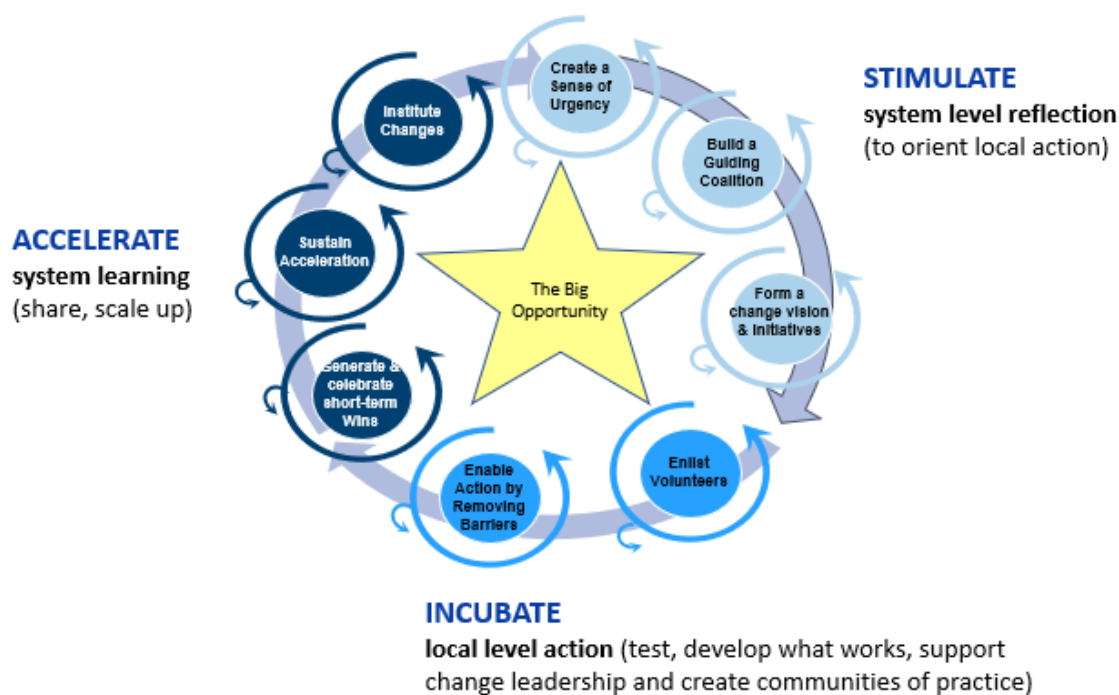 Create a
Sense of
Urgency
STIMULATE
system level reflection
(to orient local action)
Build a
Guiding
Coalition
Form a
change vision
& Initiatives
Enlist
Volunteers
Enable
Action by
Removing
Barriers
INCUBATE
local level action (test, develop what works, support
change leadership and create communities of practice)
Generate &
celebrate
short-term
Wins
Sustain
Acceleration
ACCELERATE
system learning
(share, scale up)
Institute
Changes
The Big
Opportunity